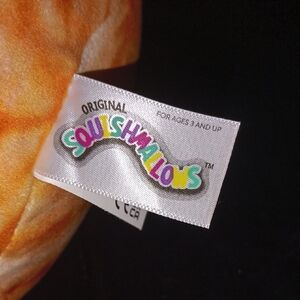 ORIGINAL
SQUISHMALLOWS
TM
FOR AGES 3 AND UP